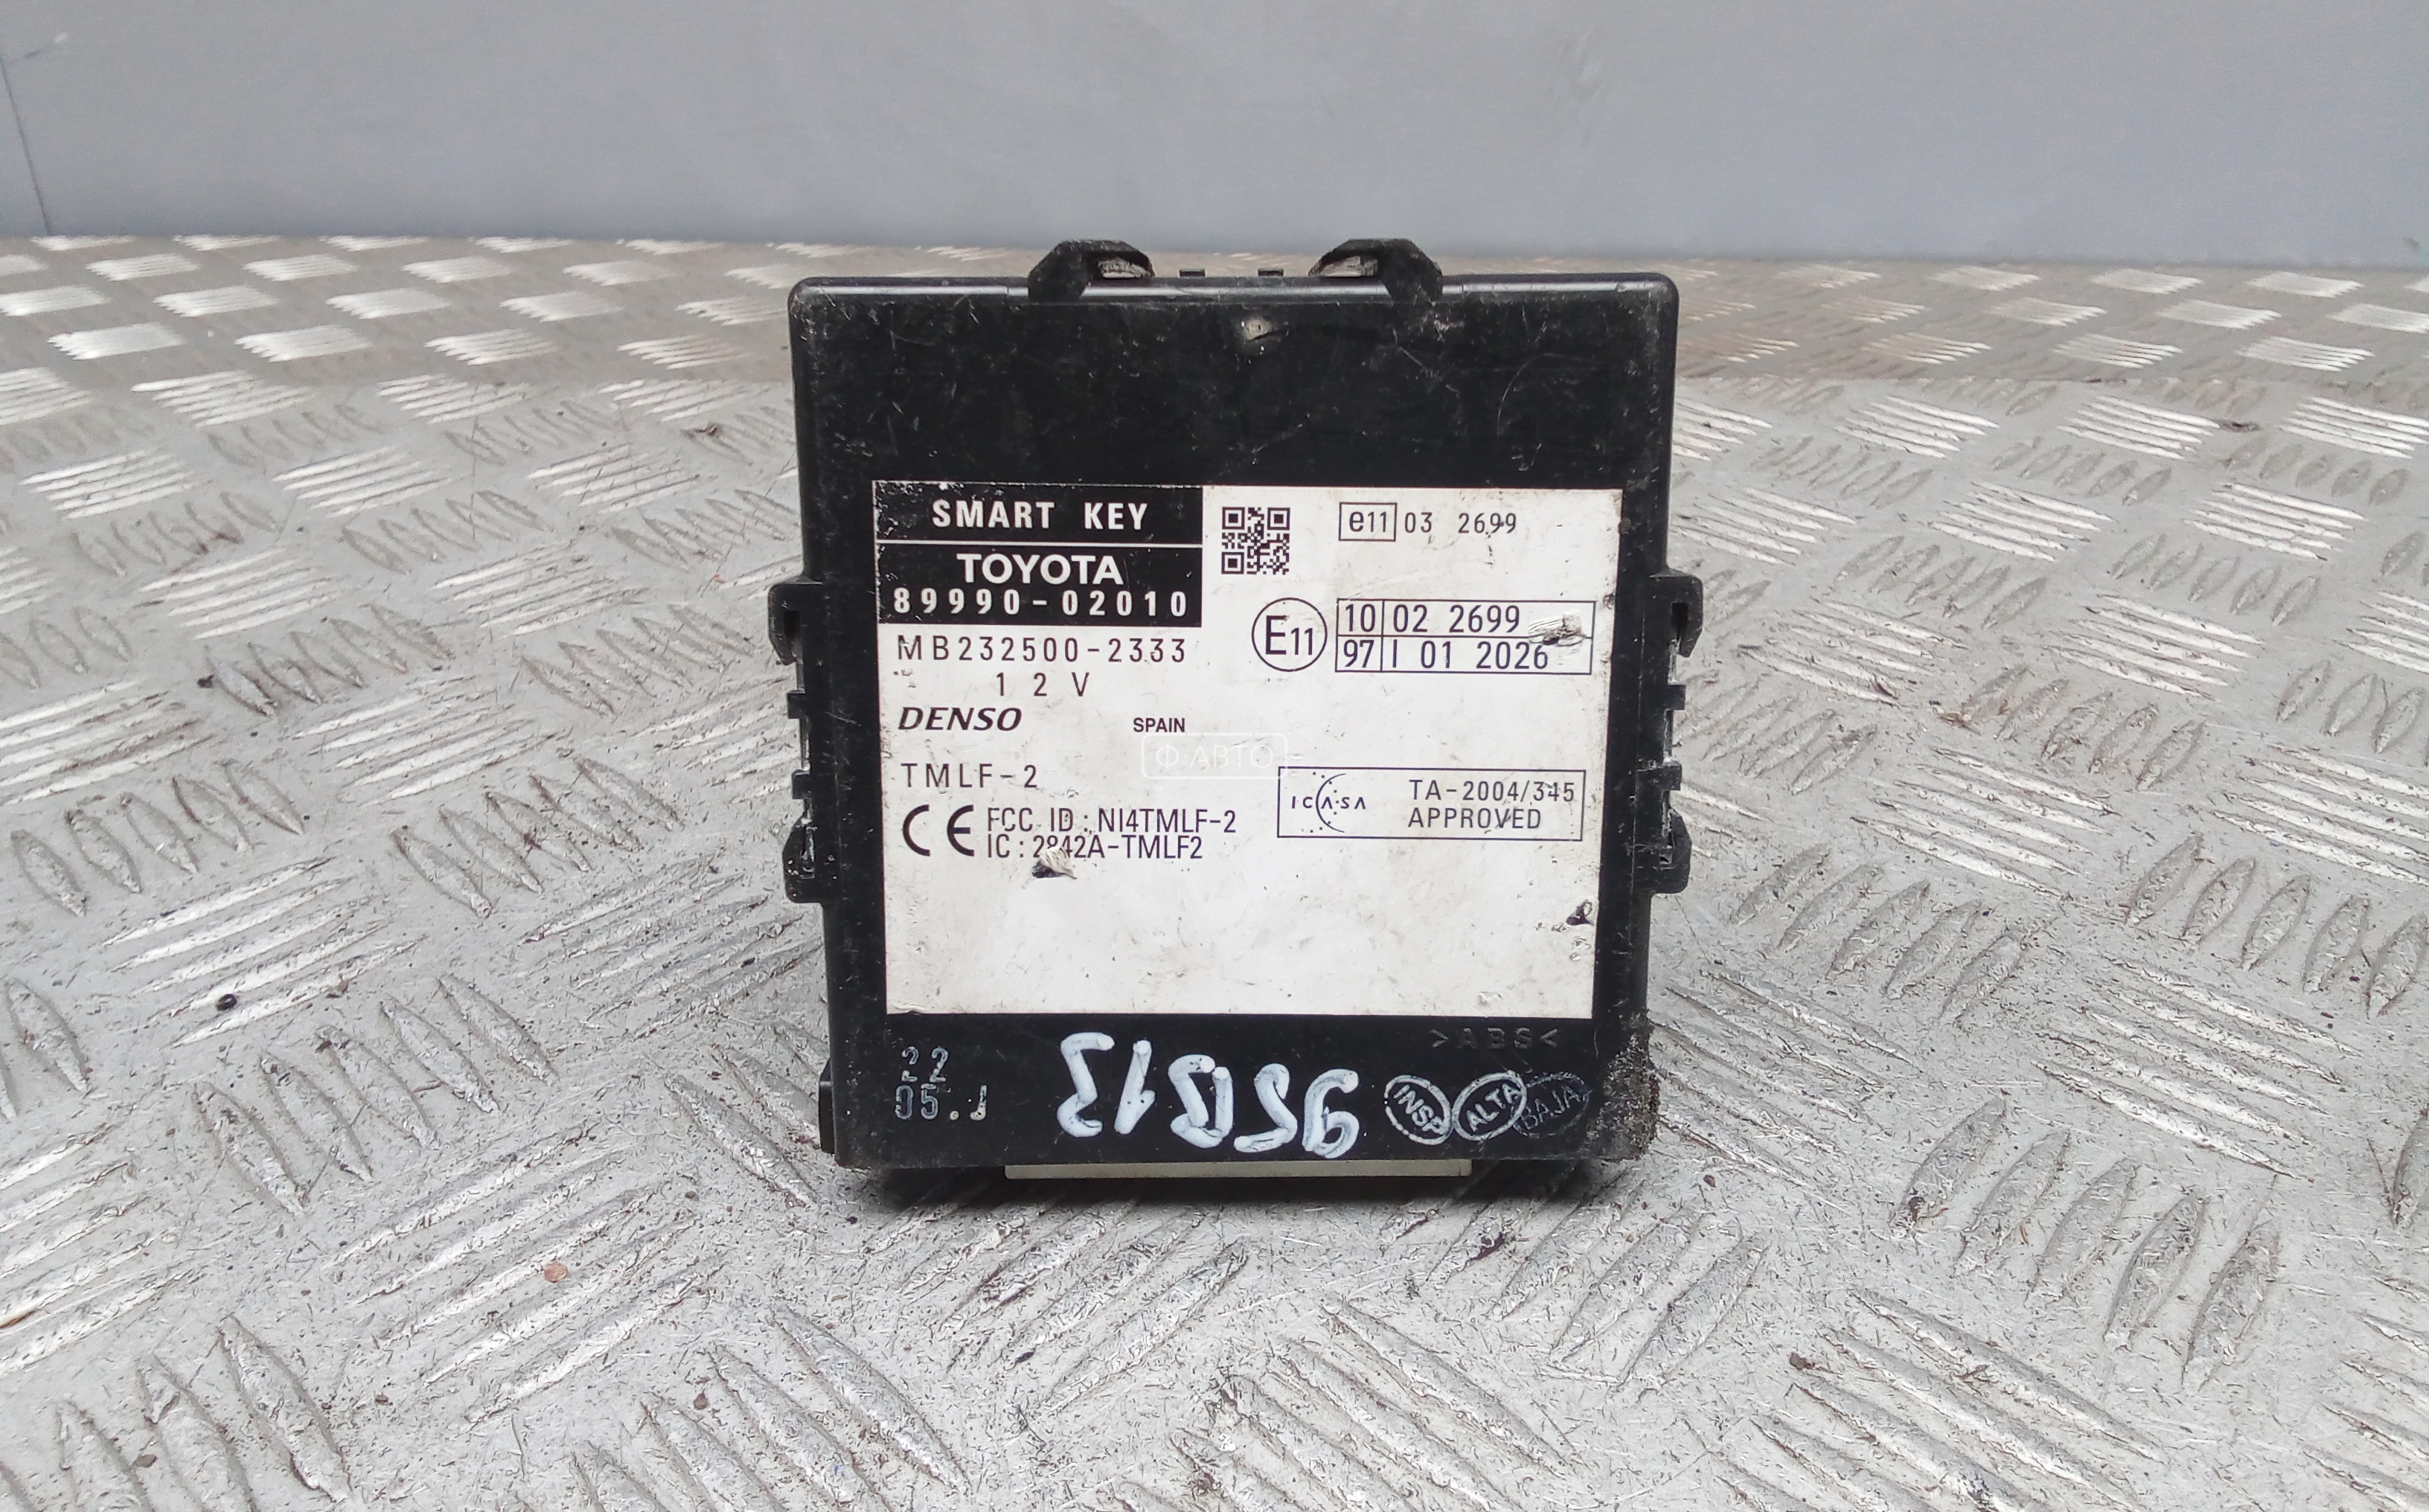 SMART KEY
TOYOTA
89990-02010
MB232500-2333
12V
DENSO SPAIN
TMLF-2
CE FCC ID : NI4TMLF-2
IC : 2842A-TMLF2
e11 03 2699
E11 10 02 2699
97 I 01 2026
Ф:АВТО
ICASA TA-2004/345
APPROVED
>ABS<
22
05.J
INSP ALTA BAJA